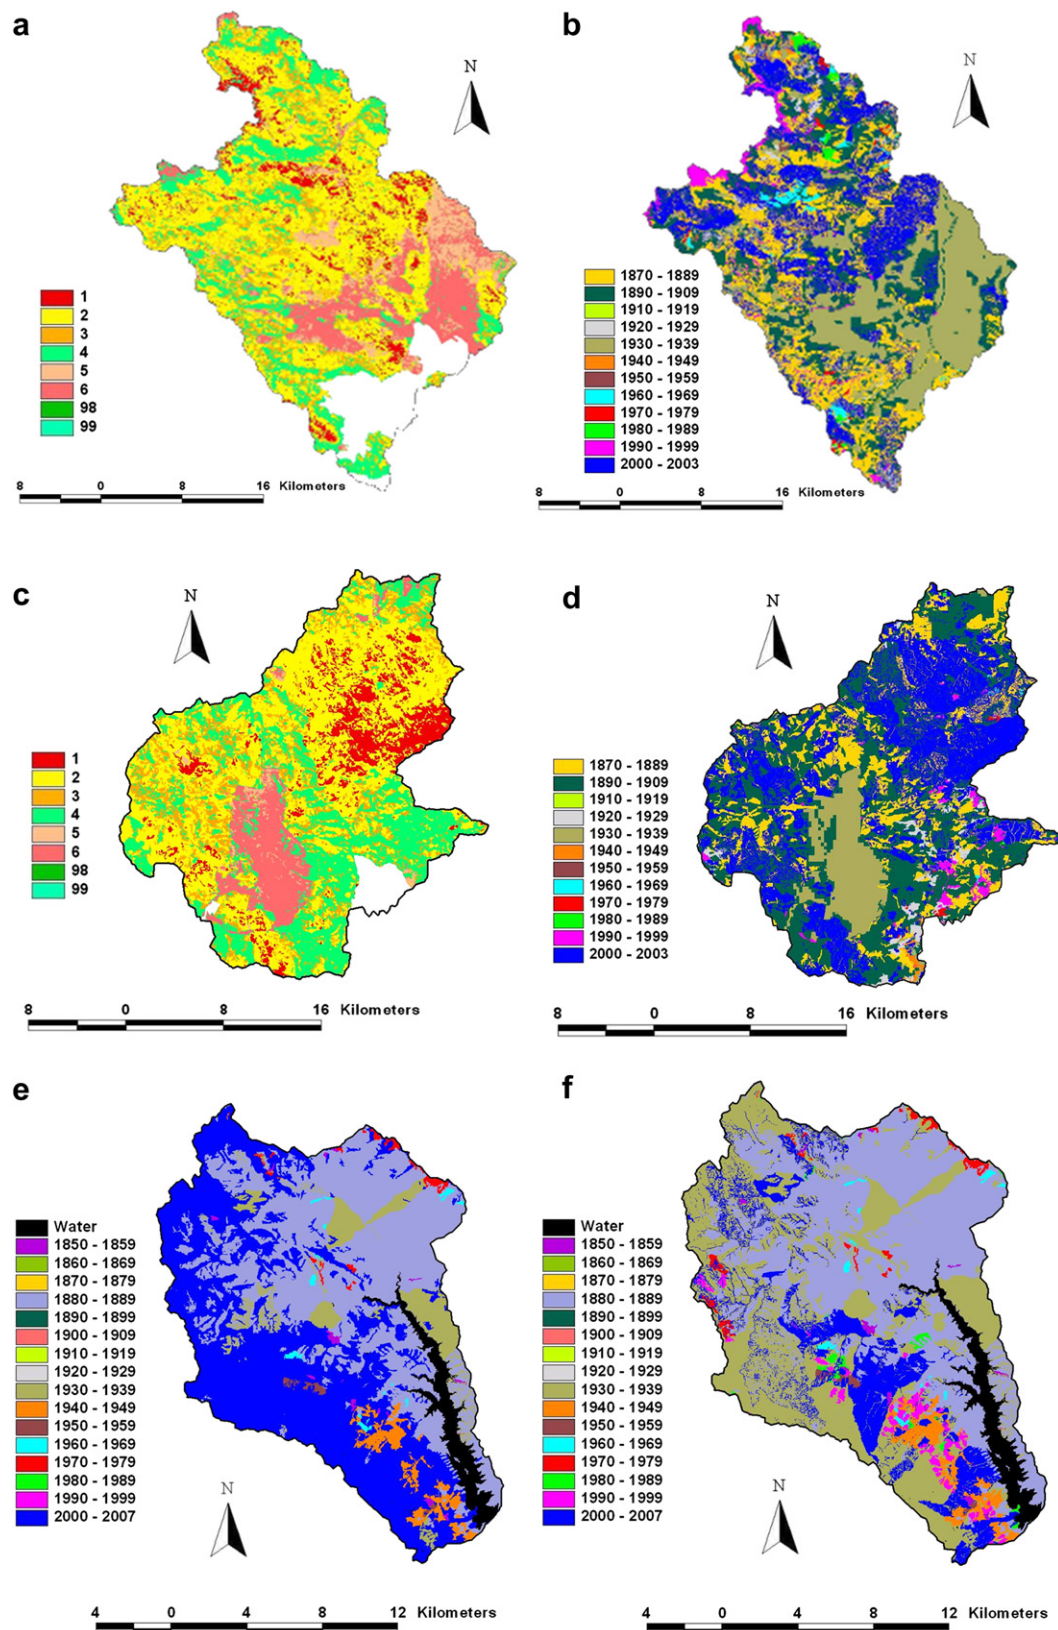 a
N
1
2
3
4
5
6
98
99
8 0 8 16 Kilometers
b
N
1870 - 1889
1890 - 1909
1910 - 1919
1920 - 1929
1930 - 1939
1940 - 1949
1950 - 1959
1960 - 1969
1970 - 1979
1980 - 1989
1990 - 1999
2000 - 2003
8 0 8 16 Kilometers
c
N
1
2
3
4
5
6
98
99
8 0 8 16 Kilometers
d
N
1870 - 1889
1890 - 1909
1910 - 1919
1920 - 1929
1930 - 1939
1940 - 1949
1950 - 1959
1960 - 1969
1970 - 1979
1980 - 1989
1990 - 1999
2000 - 2003
8 0 8 16 Kilometers
e
Water
1850 - 1859
1860 - 1869
1870 - 1879
1880 - 1889
1890 - 1899
1900 - 1909
1910 - 1919
1920 - 1929
1930 - 1939
1940 - 1949
1950 - 1959
1960 - 1969
1970 - 1979
1980 - 1989
1990 - 1999
2000 - 2007
N
4 0 4 8 12 Kilometers
f
Water
1850 - 1859
1860 - 1869
1870 - 1879
1880 - 1889
1890 - 1899
1900 - 1909
1910 - 1919
1920 - 1929
1930 - 1939
1940 - 1949
1950 - 1959
1960 - 1969
1970 - 1979
1980 - 1989
1990 - 1999
2000 - 2007
N
4 0 4 8 12 Kilometers